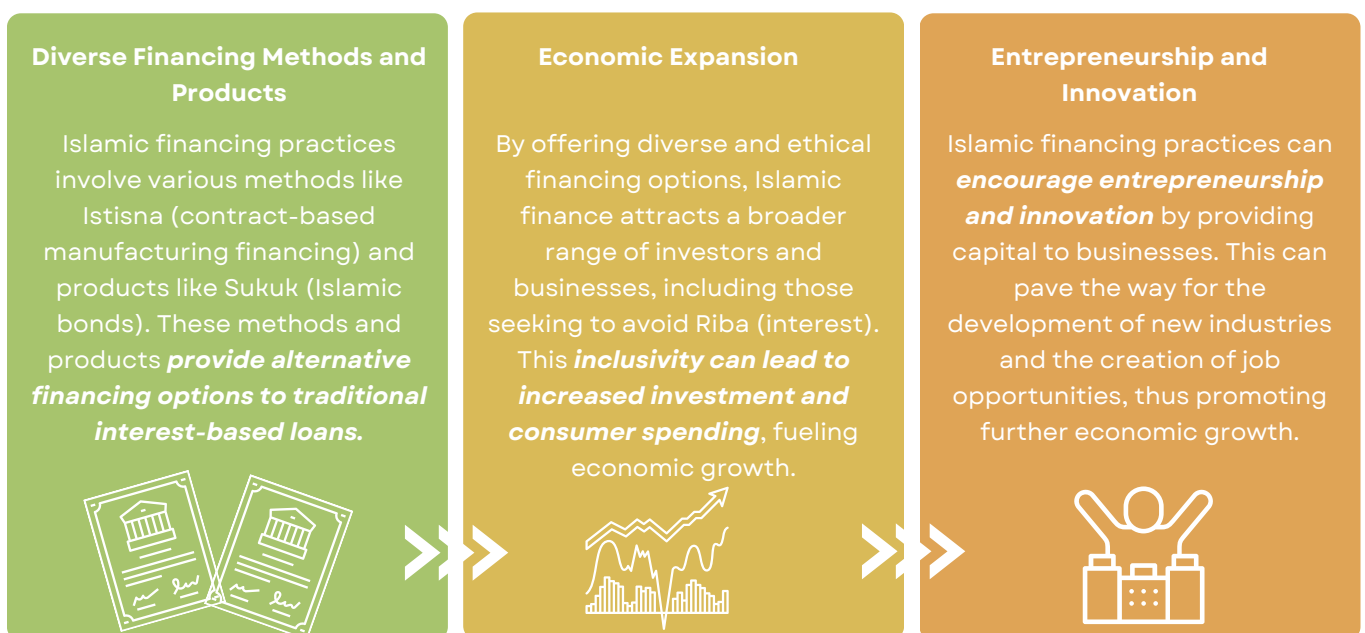 Diverse Financing Methods and
Products
Islamic financing practices
involve various methods like
Istisna (contract-based
manufacturing financing) and
products like Sukuk (Islamic
bonds). These methods and
products provide alternative
financing options to traditional
interest-based loans.
Economic Expansion
By offering diverse and ethical
financing options, Islamic
finance attracts a broader
range of investors and
businesses, including those
seeking to avoid Riba (interest).
This inclusivity can lead to
increased investment and
consumer spending, fueling
economic growth.
Entrepreneurship and
Innovation
Islamic financing practices can
encourage entrepreneurship
and innovation by providing
capital to businesses. This can
pave the way for the
development of new industries
and the creation of job
opportunities, thus promoting
further economic growth.